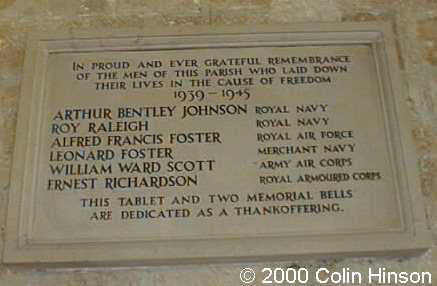 IN PROUD AND EVER GRATEFUL REMEMBRANCE
OF THE MEN OF THIS PARISH WHO LAID DOWN
THEIR LIVES IN THE CAUSE OF FREEDOM
1939-1945
ARTHUR BENTLEY JOHNSON ROYAL NAVY
ROY RALEIGH ROYAL NAVY
ALFRED FRANCIS FOSTER ROYAL AIR FORCE
LEONARD FOSTER MERCHANT NAVY
WILLIAM WARD SCOTT ARMY AIR CORPS
ERNEST RICHARDSON ROYAL ARMOURED CORPS
THIS TABLET AND TWO MEMORIAL BELLS
ARE DEDICATED AS A THANKOFFERING.
© 2000 Colin Hinson